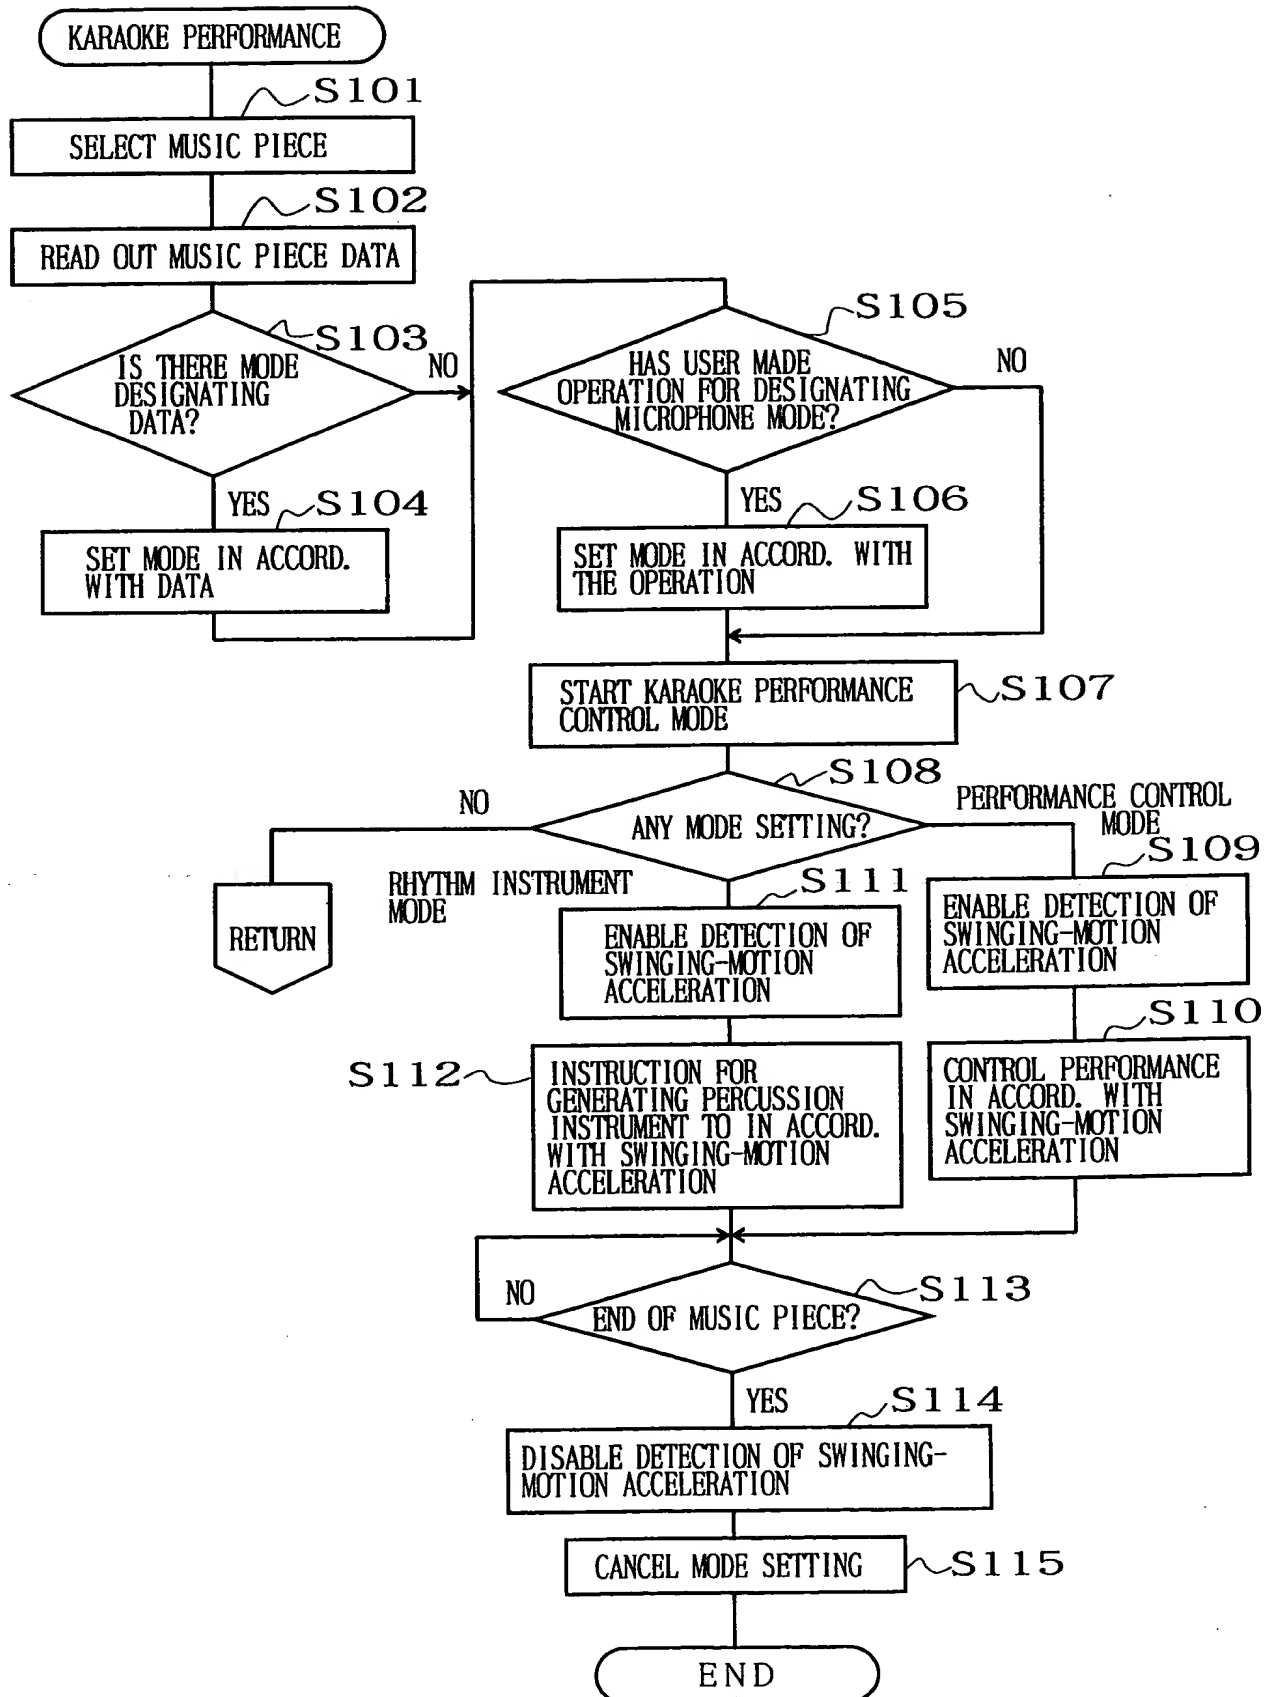 KARAOKE PERFORMANCE
S101
SELECT MUSIC PIECE
S102
READ OUT MUSIC PIECE DATA
S103
IS THERE MODE
DESIGNATING
DATA?
NO
YES
S104
SET MODE IN ACCORD.
WITH DATA
S105
HAS USER MADE
OPERATION FOR DESIGNATING
MICROPHONE MODE?
NO
YES
S106
SET MODE IN ACCORD. WITH
THE OPERATION
START KARAOKE PERFORMANCE
CONTROL MODE
S107
S108
ANY MODE SETTING?
NO
RETURN
PERFORMANCE CONTROL
MODE
S109
ENABLE DETECTION OF
SWINGING-MOTION
ACCELERATION
S110
CONTROL PERFORMANCE
IN ACCORD. WITH
SWINGING-MOTION
ACCELERATION
RHYTHM INSTRUMENT
MODE
S111
ENABLE DETECTION OF
SWINGING-MOTION
ACCELERATION
S112
INSTRUCTION FOR
GENERATING PERCUSSION
INSTRUMENT TO IN ACCORD.
WITH SWINGING-MOTION
ACCELERATION
S113
END OF MUSIC PIECE?
NO
YES
S114
DISABLE DETECTION OF SWINGING-
MOTION ACCELERATION
CANCEL MODE SETTING
S115
END